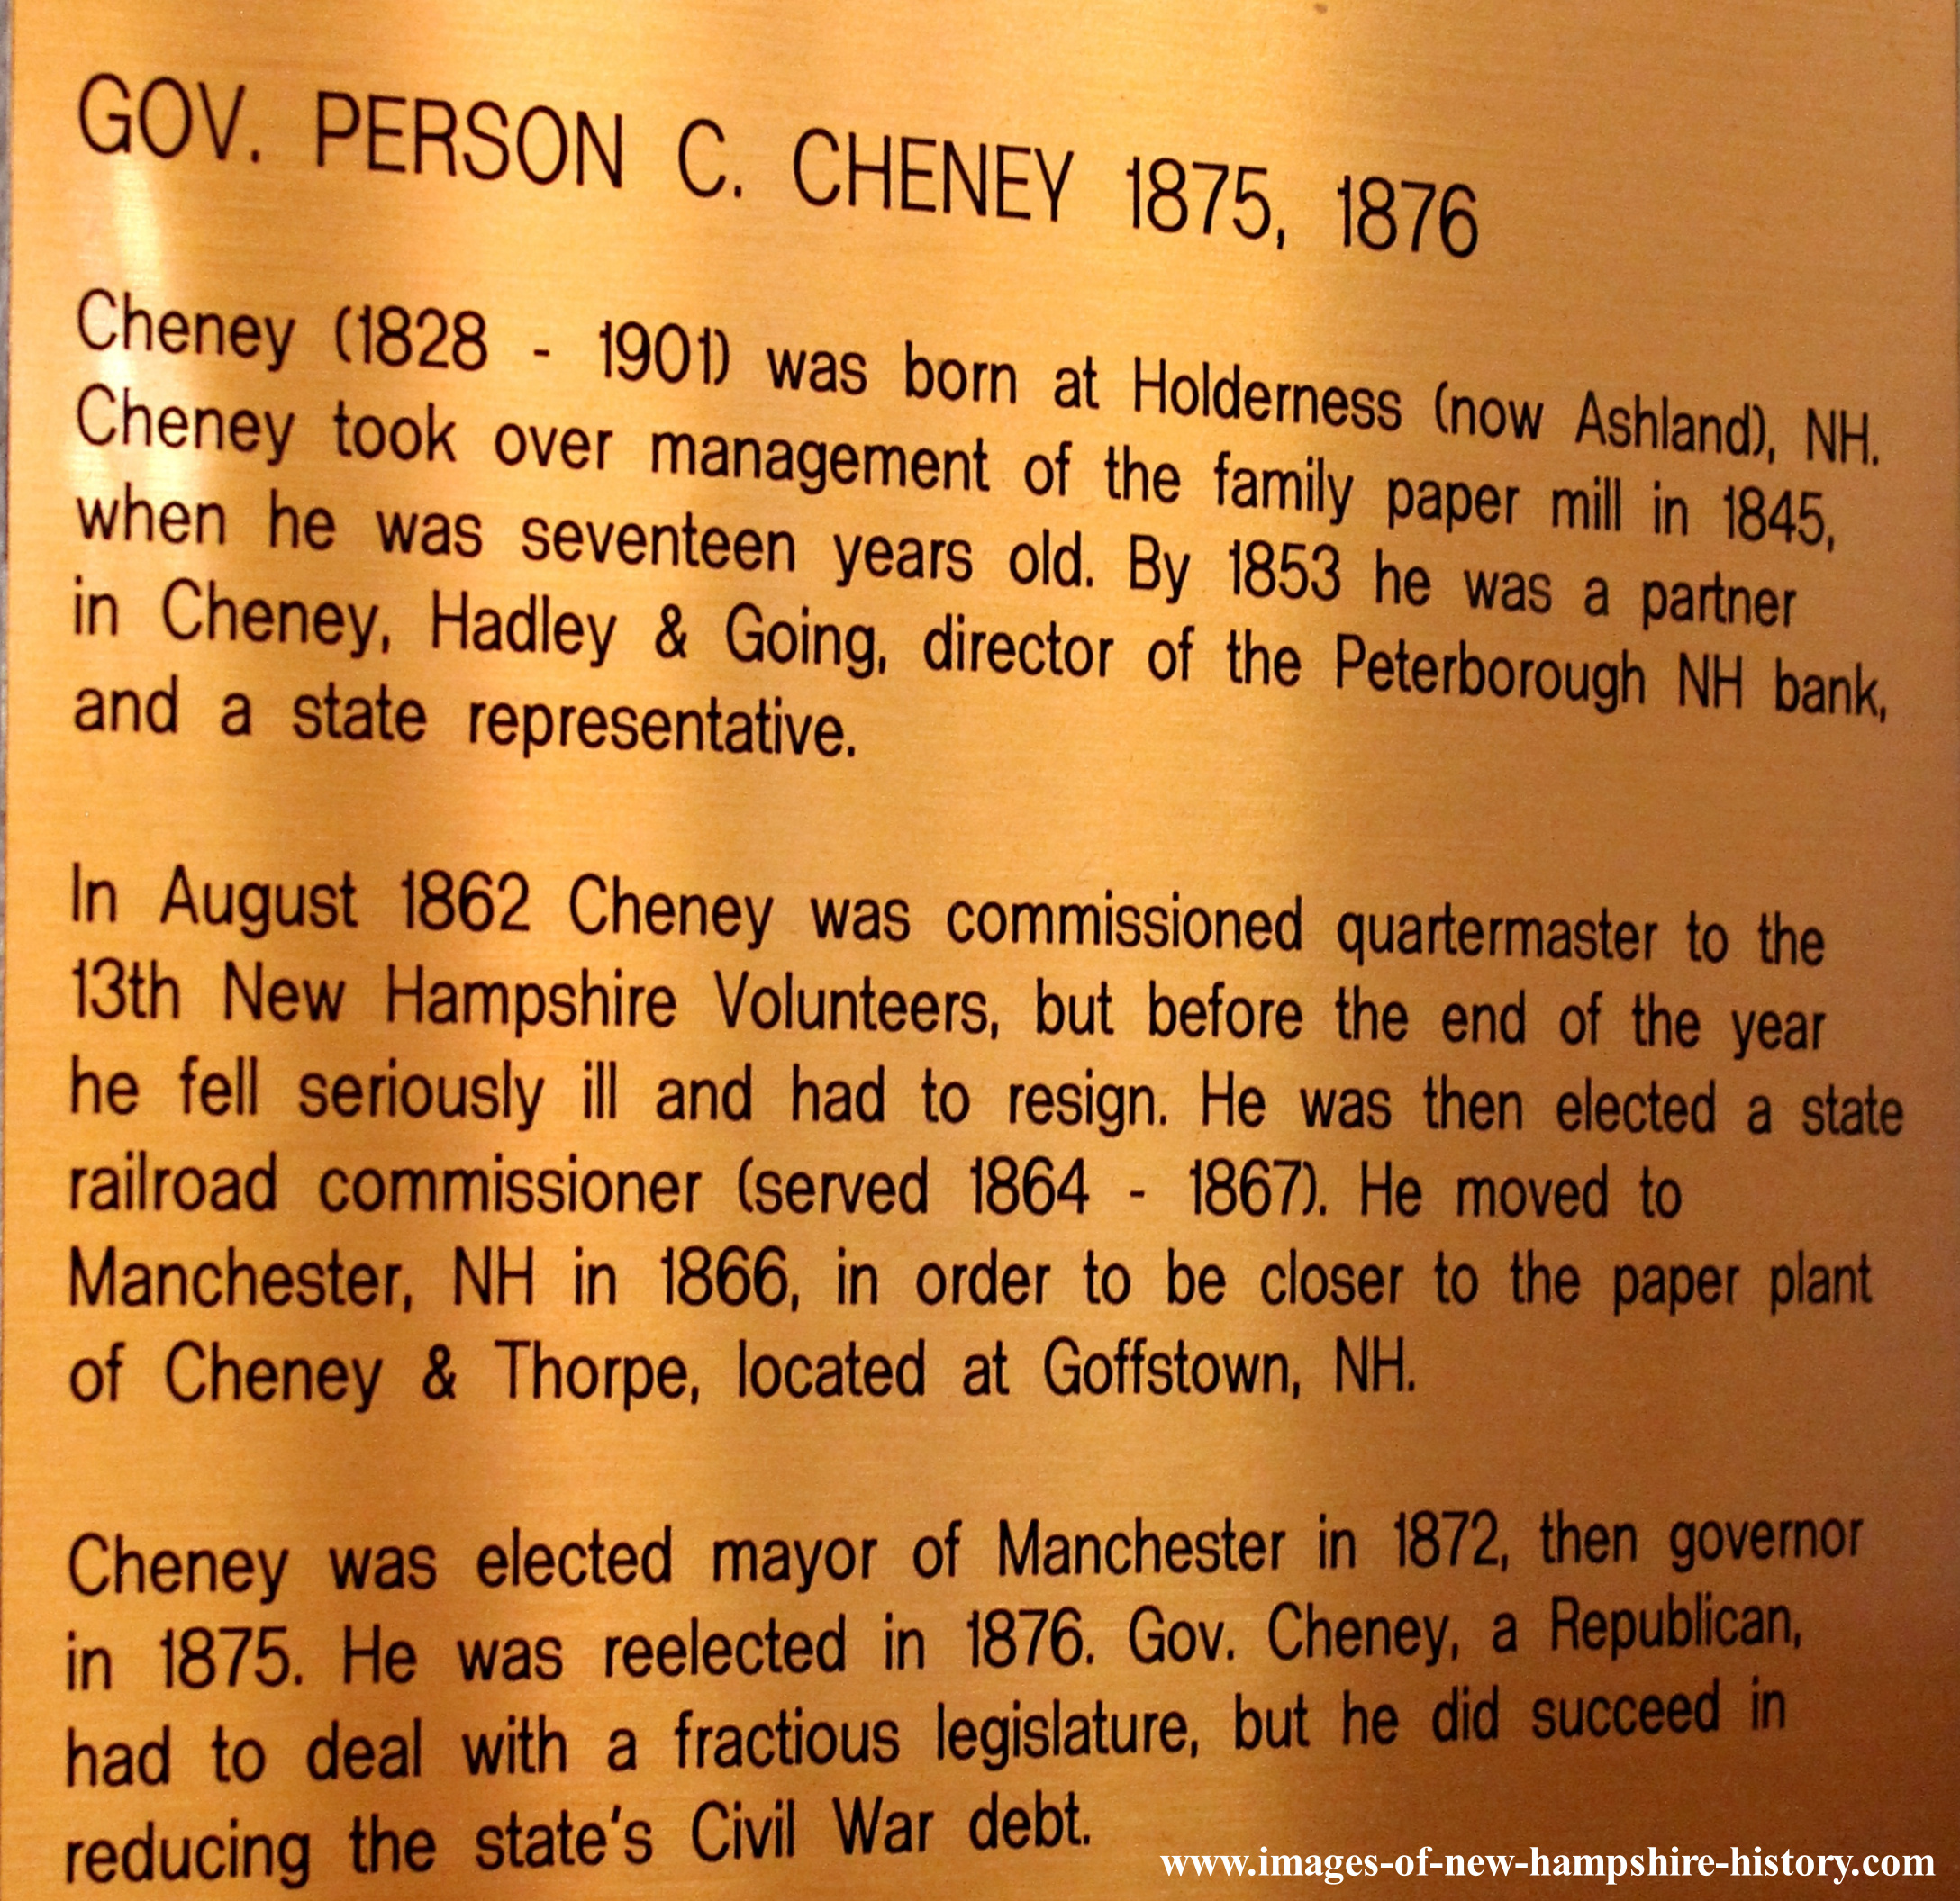 GOV. PERSON C. CHENEY 1875, 1876
Cheney (1828 - 1901) was born at Holderness (now Ashland), NH.
Cheney took over management of the family paper mill in 1845,
when he was seventeen years old. By 1853 he was a partner
in Cheney, Hadley & Going, director of the Peterborough NH bank,
and a state representative.
In August 1862 Cheney was commissioned quartermaster to the
13th New Hampshire Volunteers, but before the end of the year
he fell seriously ill and had to resign. He was then elected a state
railroad commissioner (served 1864 - 1867). He moved to
Manchester, NH in 1866, in order to be closer to the paper plant
of Cheney & Thorpe, located at Goffstown, NH.
Cheney was elected mayor of Manchester in 1872, then governor
in 1875. He was reelected in 1876. Gov. Cheney, a Republican,
had to deal with a fractious legislature, but he did succeed in
reducing the state's Civil War debt.
www.images-of-new-hampshire-history.com